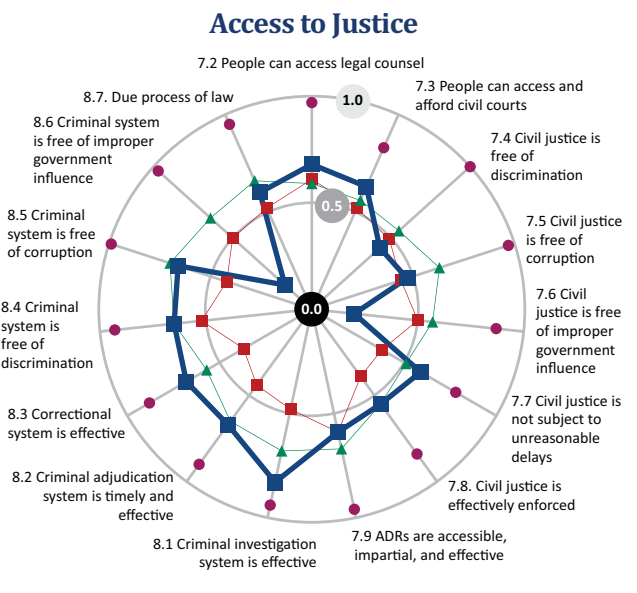 Access to Justice
7.2 People can access legal counsel
1.0
7.3 People can access and
afford civil courts
7.4 Civil justice is
free of
discrimination
7.5 Civil justice
is free of
corruption
7.6 Civil
justice is free
of improper
government
influence
7.7 Civil justice is
not subject to
unreasonable
delays
7.8. Civil justice is
effectively enforced
7.9 ADRs are accessible,
impartial, and effective
8.1 Criminal investigation
system is effective
8.2 Criminal adjudication
system is timely and
effective
8.3 Correctional
system is effective
8.4 Criminal
system is
free of
discrimination
8.5 Criminal
system is free
of corruption
8.6 Criminal system
is free of improper
government
influence
8.7. Due process of law
0.5
0.0